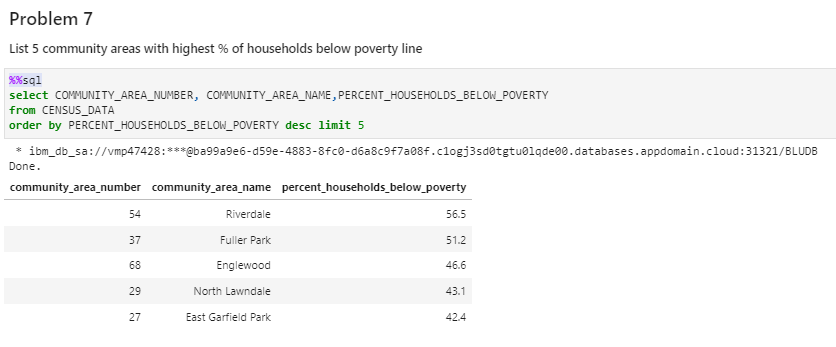 Problem 7
List 5 community areas with highest % of households below poverty line
%%sql
select COMMUNITY_AREA_NUMBER, COMMUNITY_AREA_NAME,PERCENT_HOUSEHOLDS_BELOW_POVERTY
from CENSUS_DATA
order by PERCENT_HOUSEHOLDS_BELOW_POVERTY desc limit 5
* ibm_db_sa://vmp47428:***@ba99a9e6-d59e-4883-8fc0-d6a8c9f7a08f.c1ogj3sd0tgtu0lqde00.databases.appdomain.cloud:31321/BLUDB
Done.
community_area_number community_area_name percent_households_below_poverty
54 Riverdale 56.5
37 Fuller Park 51.2
68 Englewood 46.6
29 North Lawndale 43.1
27 East Garfield Park 42.4